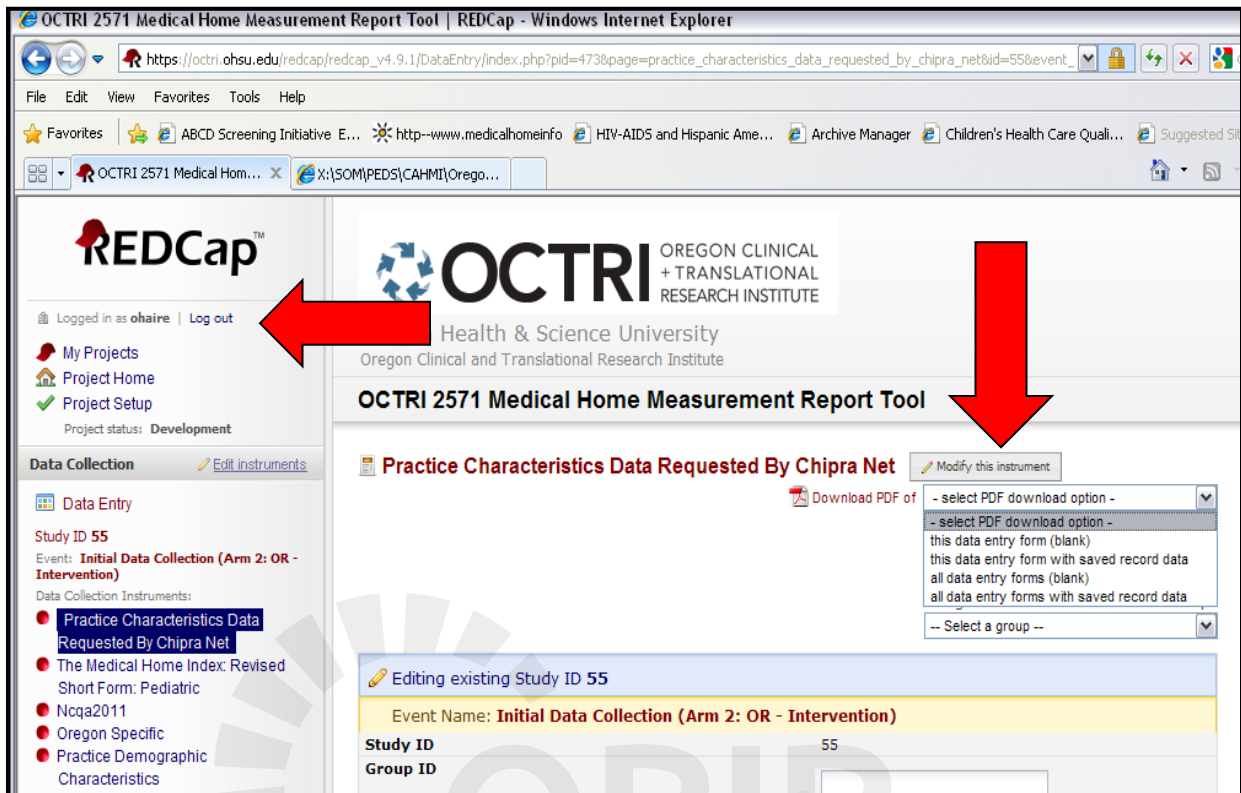 OCTRI 2571 Medical Home Measurement Report Tool | REDCap - Windows Internet Explorer
https://octri.ohsu.edu/redcap/redcap_v4.9.1/DataEntry/index.php?pid=473&page=practice_characteristics_data_requested_by_chipra_net&id=55&event_
File Edit View Favorites Tools Help
Favorites ABCD Screening Initiative E... http--www.medicalhomeinfo HIV-AIDS and Hispanic Ame... Archive Manager Children's Health Care Quali... Suggested Si
OCTRI 2571 Medical Hom... X X:\SOM\PEDS\CAHMI\Orego...
REDCap™
Logged in as ohaire | Log out
My Projects
Project Home
Project Setup
Project status: Development
Data Collection Edit instruments
Data Entry
Study ID 55
Event: Initial Data Collection (Arm 2: OR -
Intervention)
Data Collection Instruments:
Practice Characteristics Data
Requested By Chipra Net
The Medical Home Index: Revised
Short Form: Pediatric
Ncqa2011
Oregon Specific
Practice Demographic
Characteristics
OCTRI
OREGON CLINICAL
+ TRANSLATIONAL
RESEARCH INSTITUTE
Health & Science University
Oregon Clinical and Translational Research Institute
OCTRI 2571 Medical Home Measurement Report Tool
Practice Characteristics Data Requested By Chipra Net Modify this instrument
Download PDF of - select PDF download option -
- select PDF download option -
this data entry form (blank)
this data entry form with saved record data
all data entry forms (blank)
all data entry forms with saved record data
-- Select a group --
Editing existing Study ID 55
Event Name: Initial Data Collection (Arm 2: OR - Intervention)
Study ID 55
Group ID